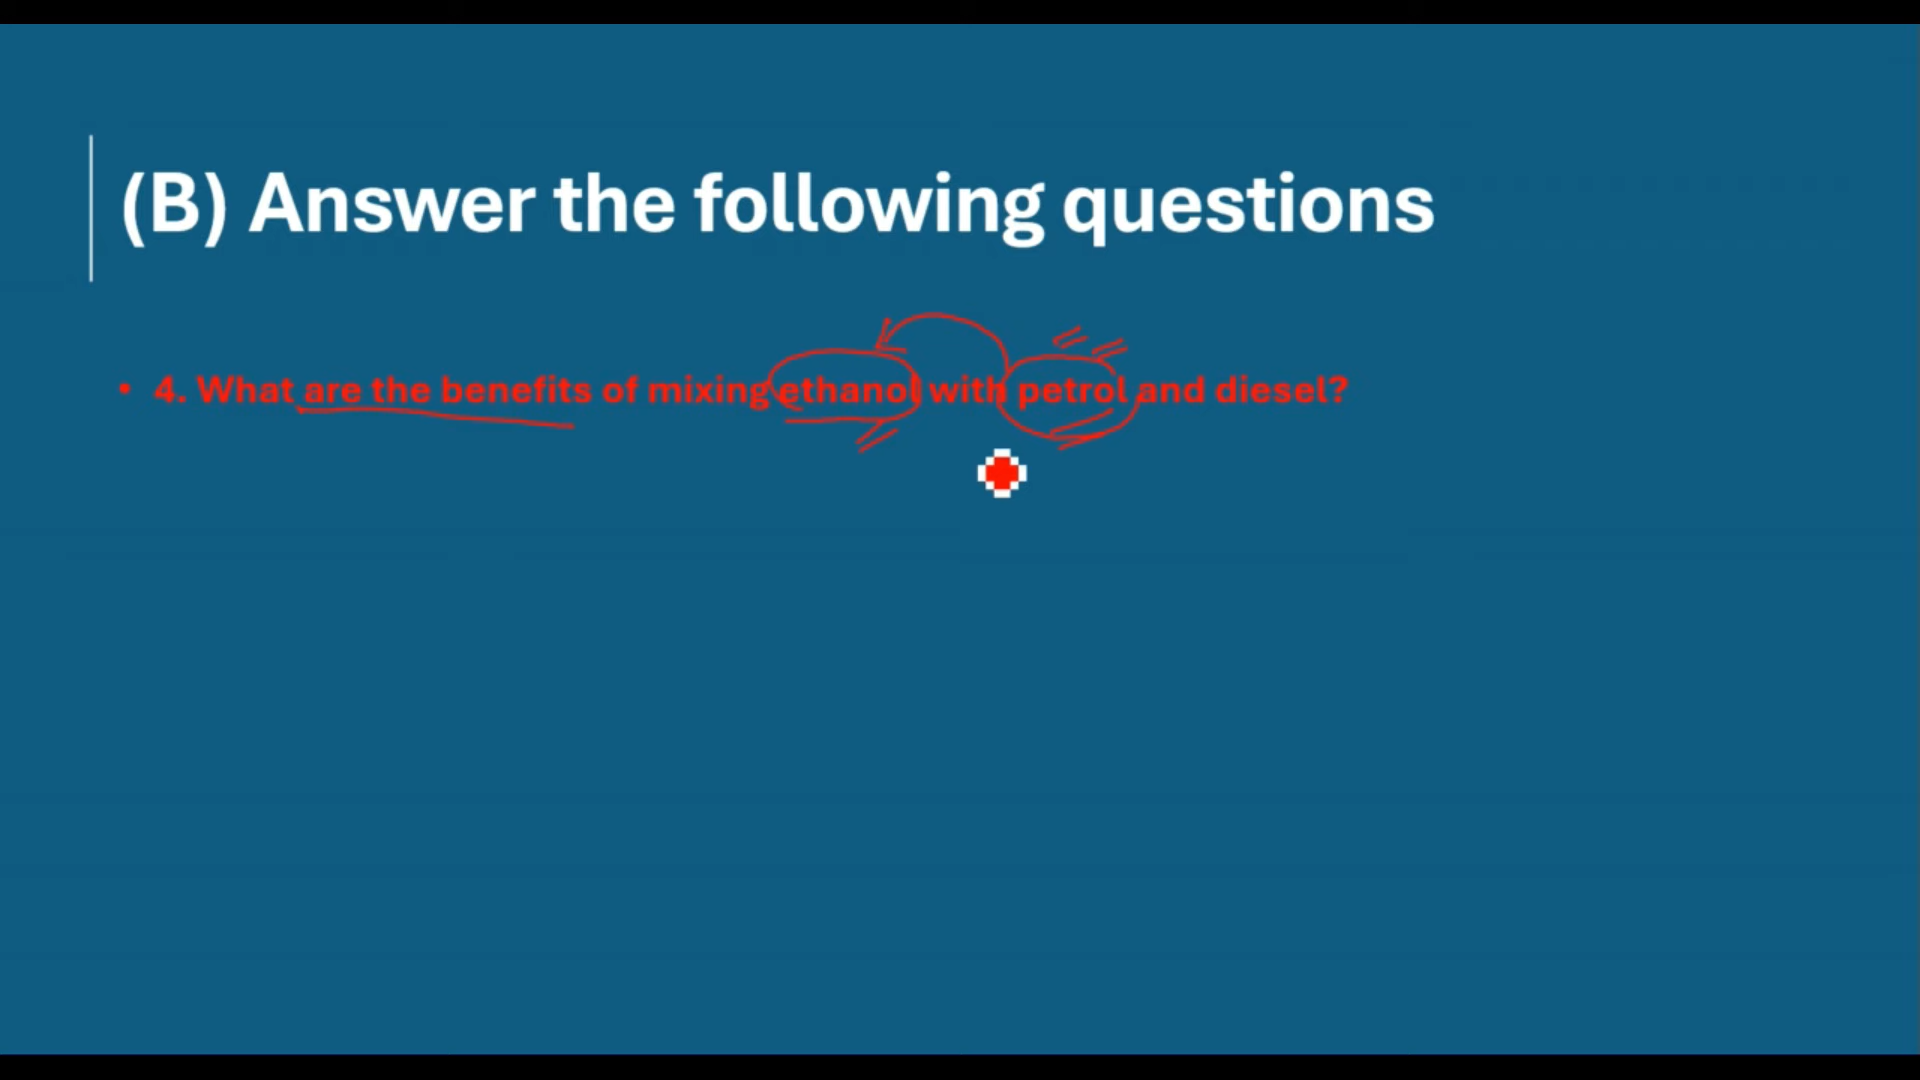 (B) Answer the following questions
• 4. What are the benefits of mixing ethanol with petrol and diesel?